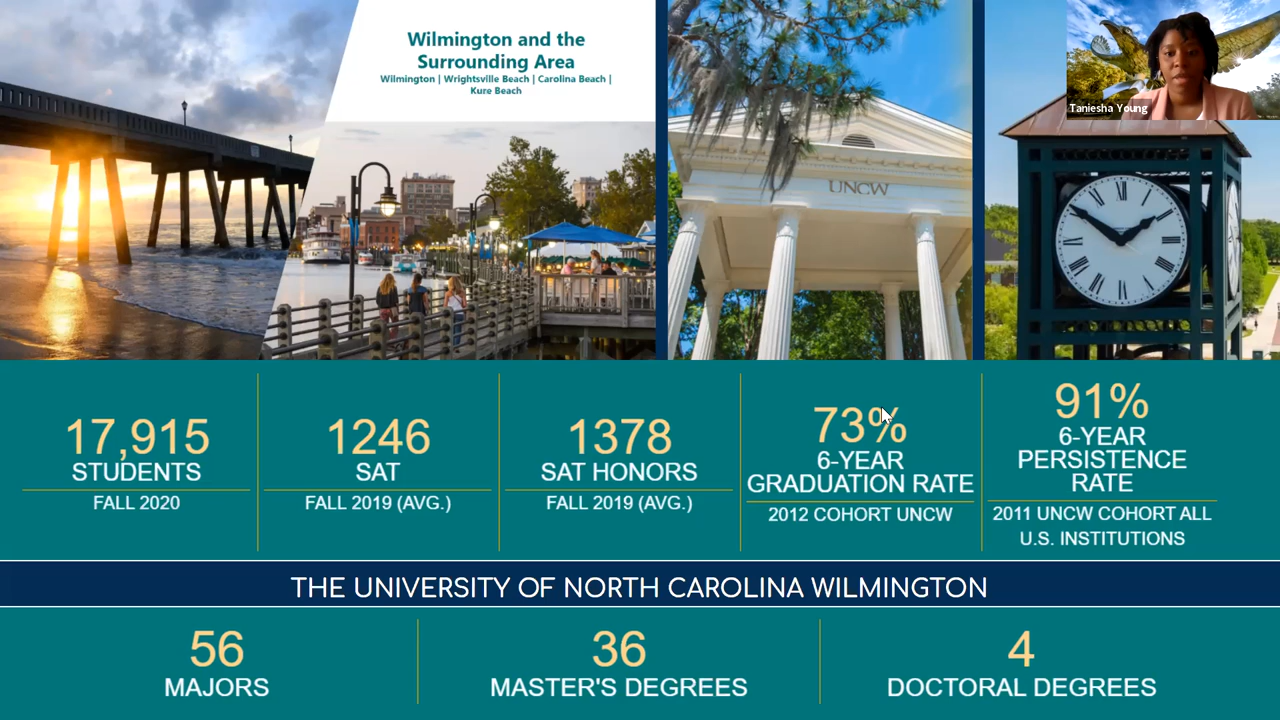 Wilmington and the
Surrounding Area
Wilmington | Wrightsville Beach | Carolina Beach |
Kure Beach
UNCW
Taniesha Young
17,915
STUDENTS
FALL 2020
1246
SAT
FALL 2019 (AVG.)
1378
SAT HONORS
FALL 2019 (AVG.)
73%
6-YEAR
GRADUATION RATE
2012 COHORT UNCW
91%
6-YEAR
PERSISTENCE
RATE
2011 UNCW COHORT ALL
U.S. INSTITUTIONS
THE UNIVERSITY OF NORTH CAROLINA WILMINGTON
56
MAJORS
36
MASTER'S DEGREES
4
DOCTORAL DEGREES